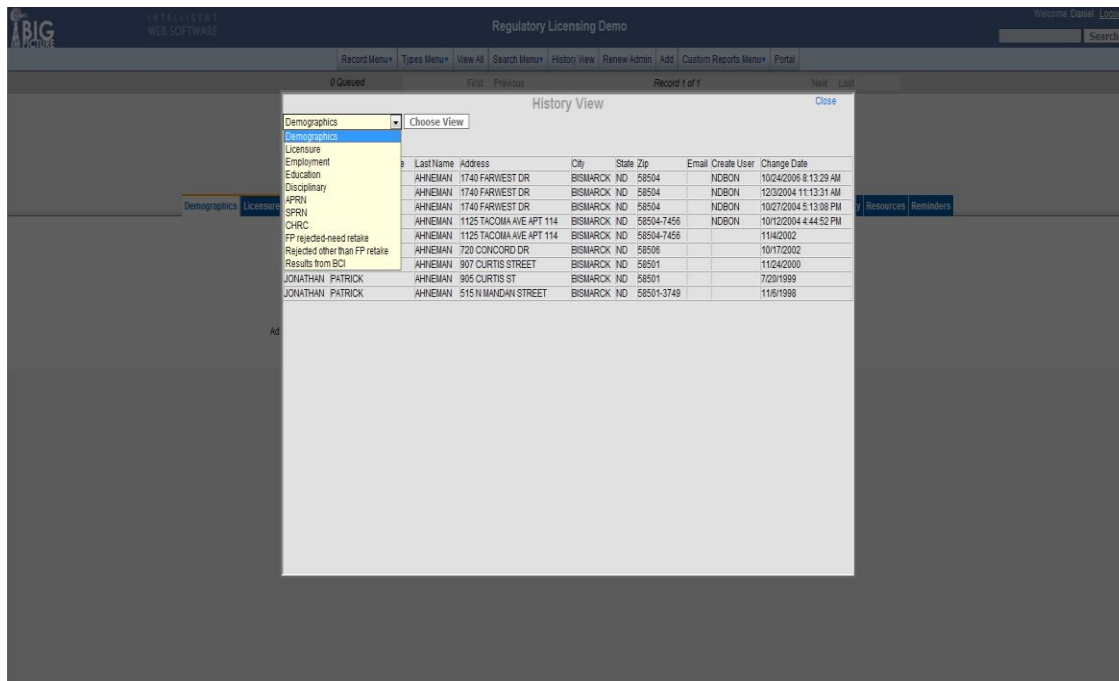 BIG
PICTURE
INTELLIGENT
WEB SOFTWARE
Regulatory Licensing Demo
Welcome, Daniel Logou
Search
Record Menu Types Menu View All Search Menu History View Renew Admin Add Custom Reports Menu Portal
0 Queued First Previous Record 1 of 1 Next Last
History View Close
Demographics Choose View
Demographics
Licensure
Employment
Education
Disciplinary
APRN
SPRN
CHRC
FP rejected-need retake
Rejected other than FP retake
Results from BCI
e Last Name Address City State Zip Email Create User Change Date
AHNEMAN 1740 FARWEST DR BISMARCK ND 58504 NDBON 10/24/2006 8:13:29 AM
AHNEMAN 1740 FARWEST DR BISMARCK ND 58504 NDBON 12/3/2004 11:13:31 AM
AHNEMAN 1740 FARWEST DR BISMARCK ND 58504 NDBON 10/27/2004 5:13:08 PM
AHNEMAN 1125 TACOMA AVE APT 114 BISMARCK ND 58504-7456 NDBON 10/12/2004 4:44:52 PM
AHNEMAN 1125 TACOMA AVE APT 114 BISMARCK ND 58504-7456 11/4/2002
AHNEMAN 720 CONCORD DR BISMARCK ND 58506 10/17/2002
AHNEMAN 907 CURTIS STREET BISMARCK ND 58501 11/24/2000
JONATHAN PATRICK AHNEMAN 905 CURTIS ST BISMARCK ND 58501 7/20/1999
JONATHAN PATRICK AHNEMAN 515 N MANDAN STREET BISMARCK ND 58501-3749 11/6/1998
Demographics Licensure y Resources Reminders
Ad